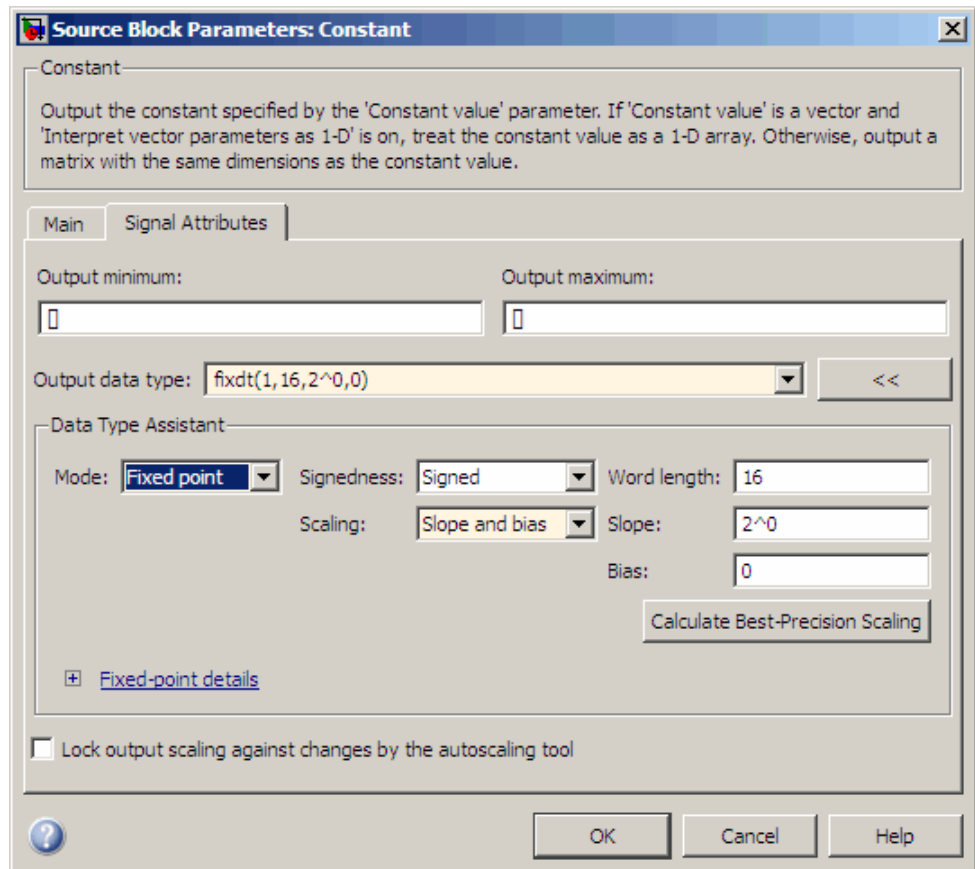 Source Block Parameters: Constant
Constant
Output the constant specified by the 'Constant value' parameter. If 'Constant value' is a vector and
'Interpret vector parameters as 1-D' is on, treat the constant value as a 1-D array. Otherwise, output a
matrix with the same dimensions as the constant value.
Main Signal Attributes
Output minimum: Output maximum:
[] []
Output data type: fixdt(1,16,2^0,0) <<
Data Type Assistant
Mode: Fixed point Signedness: Signed Word length: 16
Scaling: Slope and bias Slope: 2^0
Bias: 0
Calculate Best-Precision Scaling
Fixed-point details
Lock output scaling against changes by the autoscaling tool
OK Cancel Help